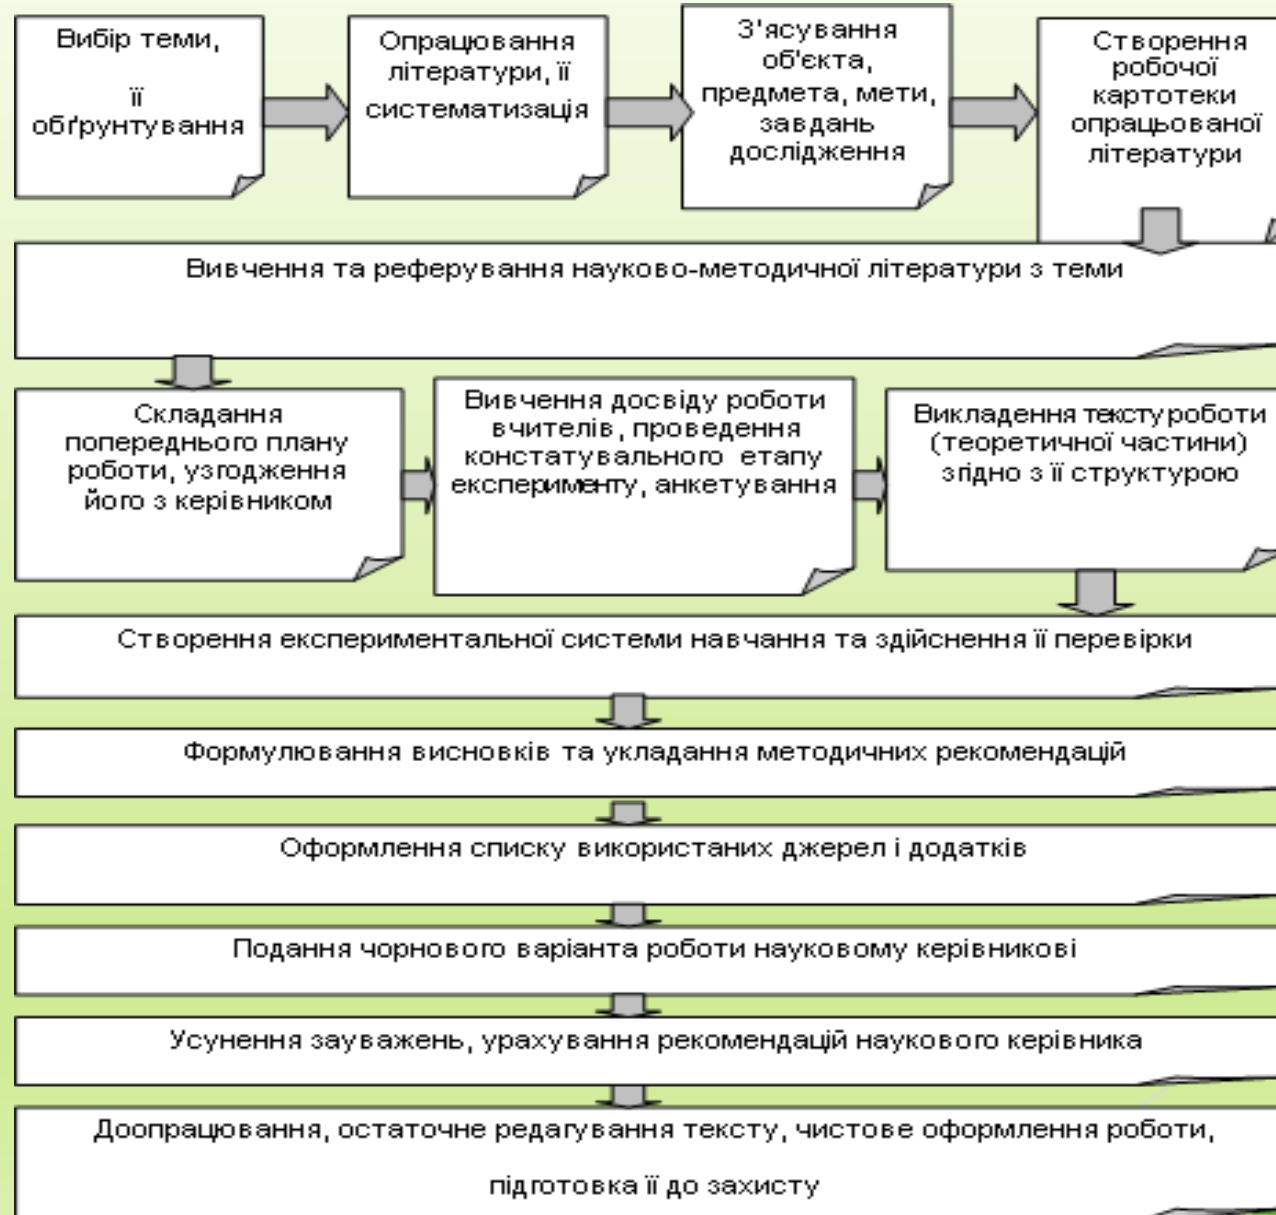 Вибір теми,
її
обґрунтування
Опрацювання
літератури, її
систематизація
З'ясування
об'єкта,
предмета, мети,
завдань
дослідження
Створення
робочої
картотеки
опрацьованої
літератури
Вивчення та реферування науково-методичної літератури з теми
Складання
попереднього плану
роботи, узгодження
його з керівником
Вивчення досвіду роботи
вчителів, проведення
констатувального етапу
експерименту, анкетування
Викладення тексту роботи
(теоретичної частини)
згідно з її структурою
Створення експериментальної системи навчання та здійснення її перевірки
Формулювання висновків та укладання методичних рекомендацій
Оформлення списку використаних джерел і додатків
Подання чорнового варіанта роботи науковому керівникові
Усунення зауважень, урахування рекомендацій наукового керівника
Доопрацювання, остаточне редагування тексту, чистове оформлення роботи,
підготовка її до захисту